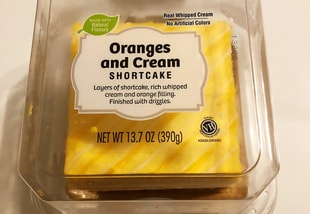 MADE WITH
Natural
Flavors
Real Whipped Cream
No Artificial Colors
Oranges
and Cream
SHORTCAKE
Layers of shortcake, rich whipped
cream and orange filling.
Finished with drizzles.
NET WT 13.7 OZ (390g)